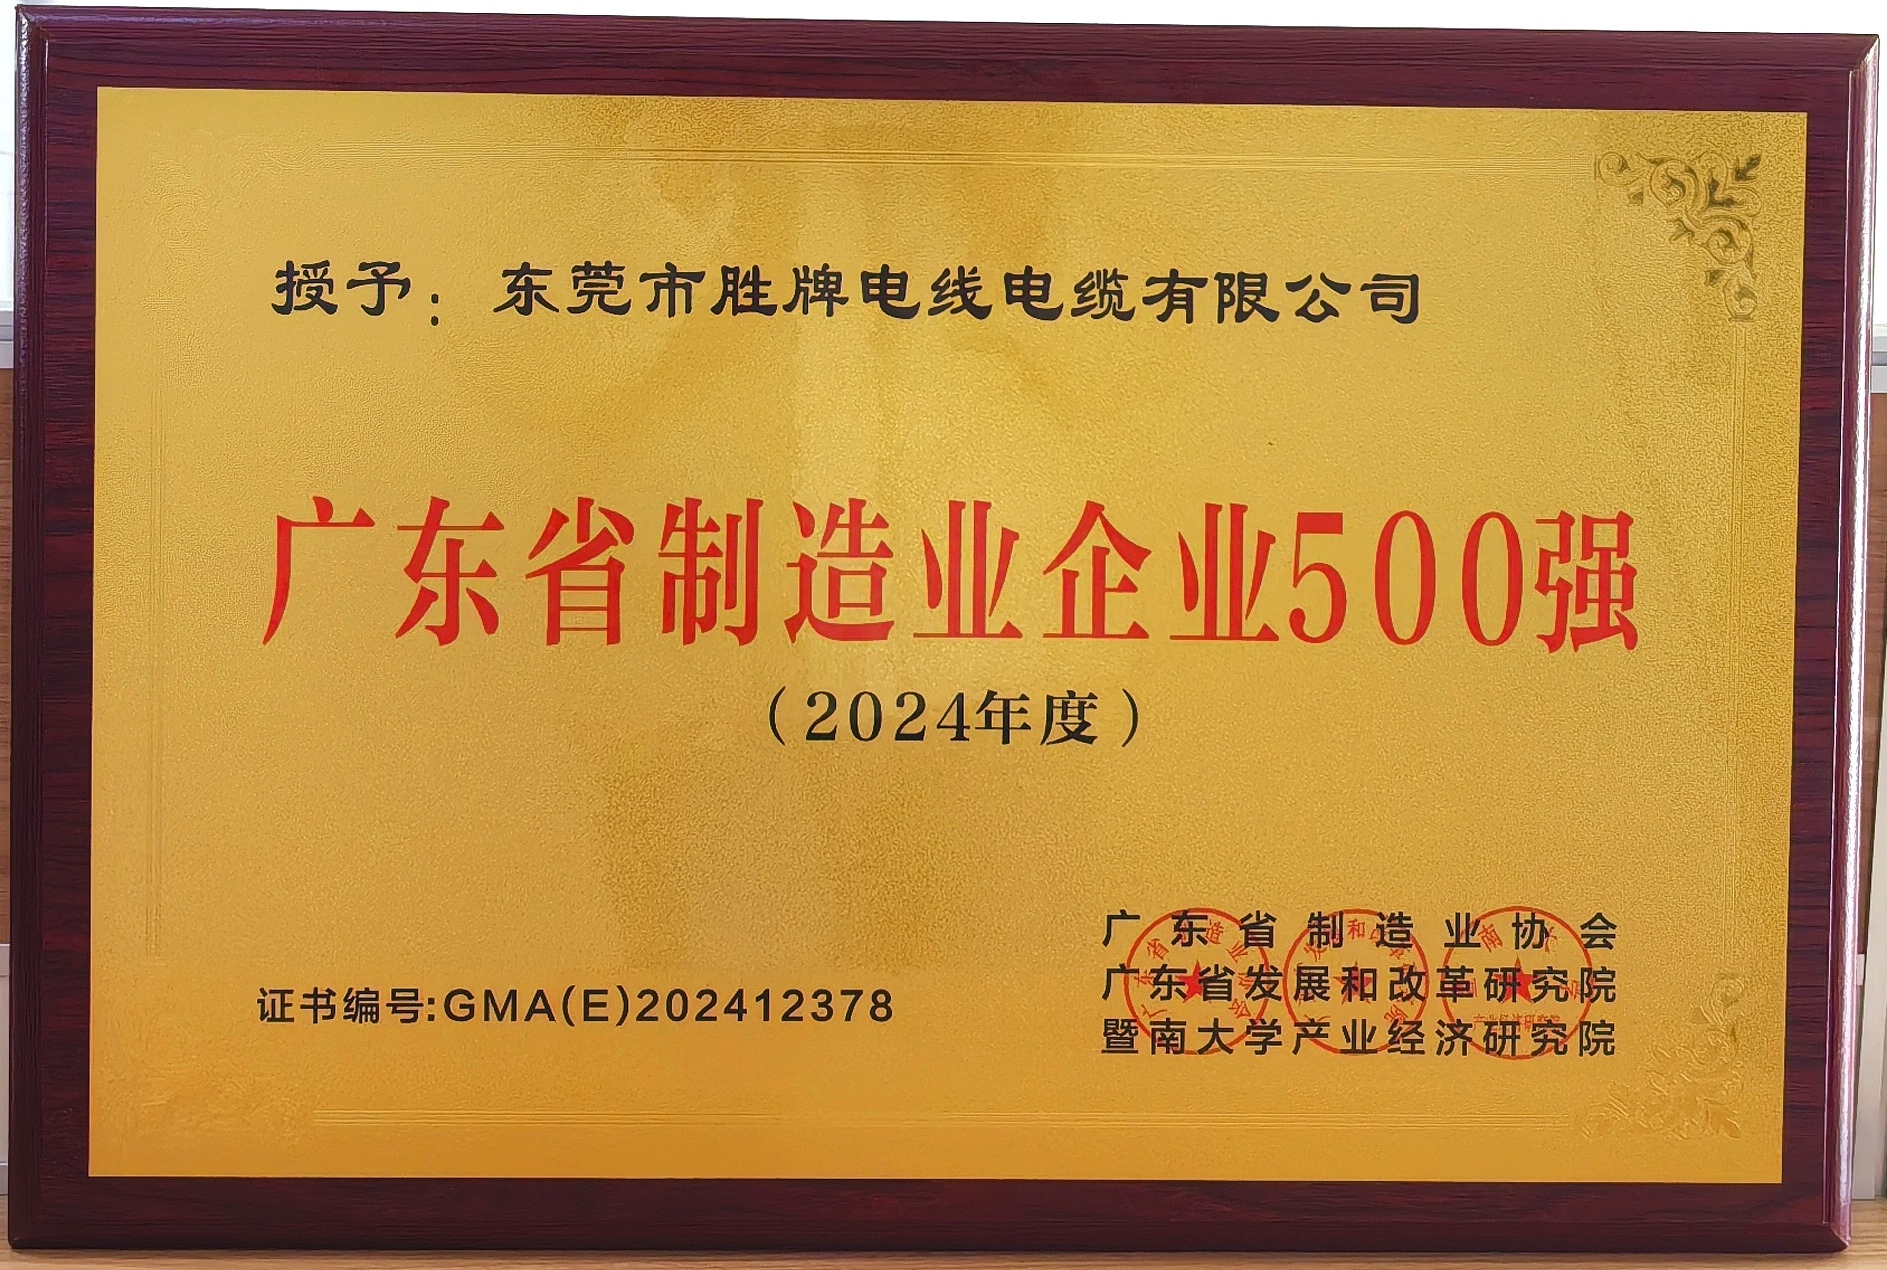 授予：东莞市胜牌电线电缆有限公司
广东省制造业企业500强
（2024年度）
证书编号:GMA(E)202412378
广东省制造业协会
广东省发展和改革研究院
暨南大学产业经济研究院